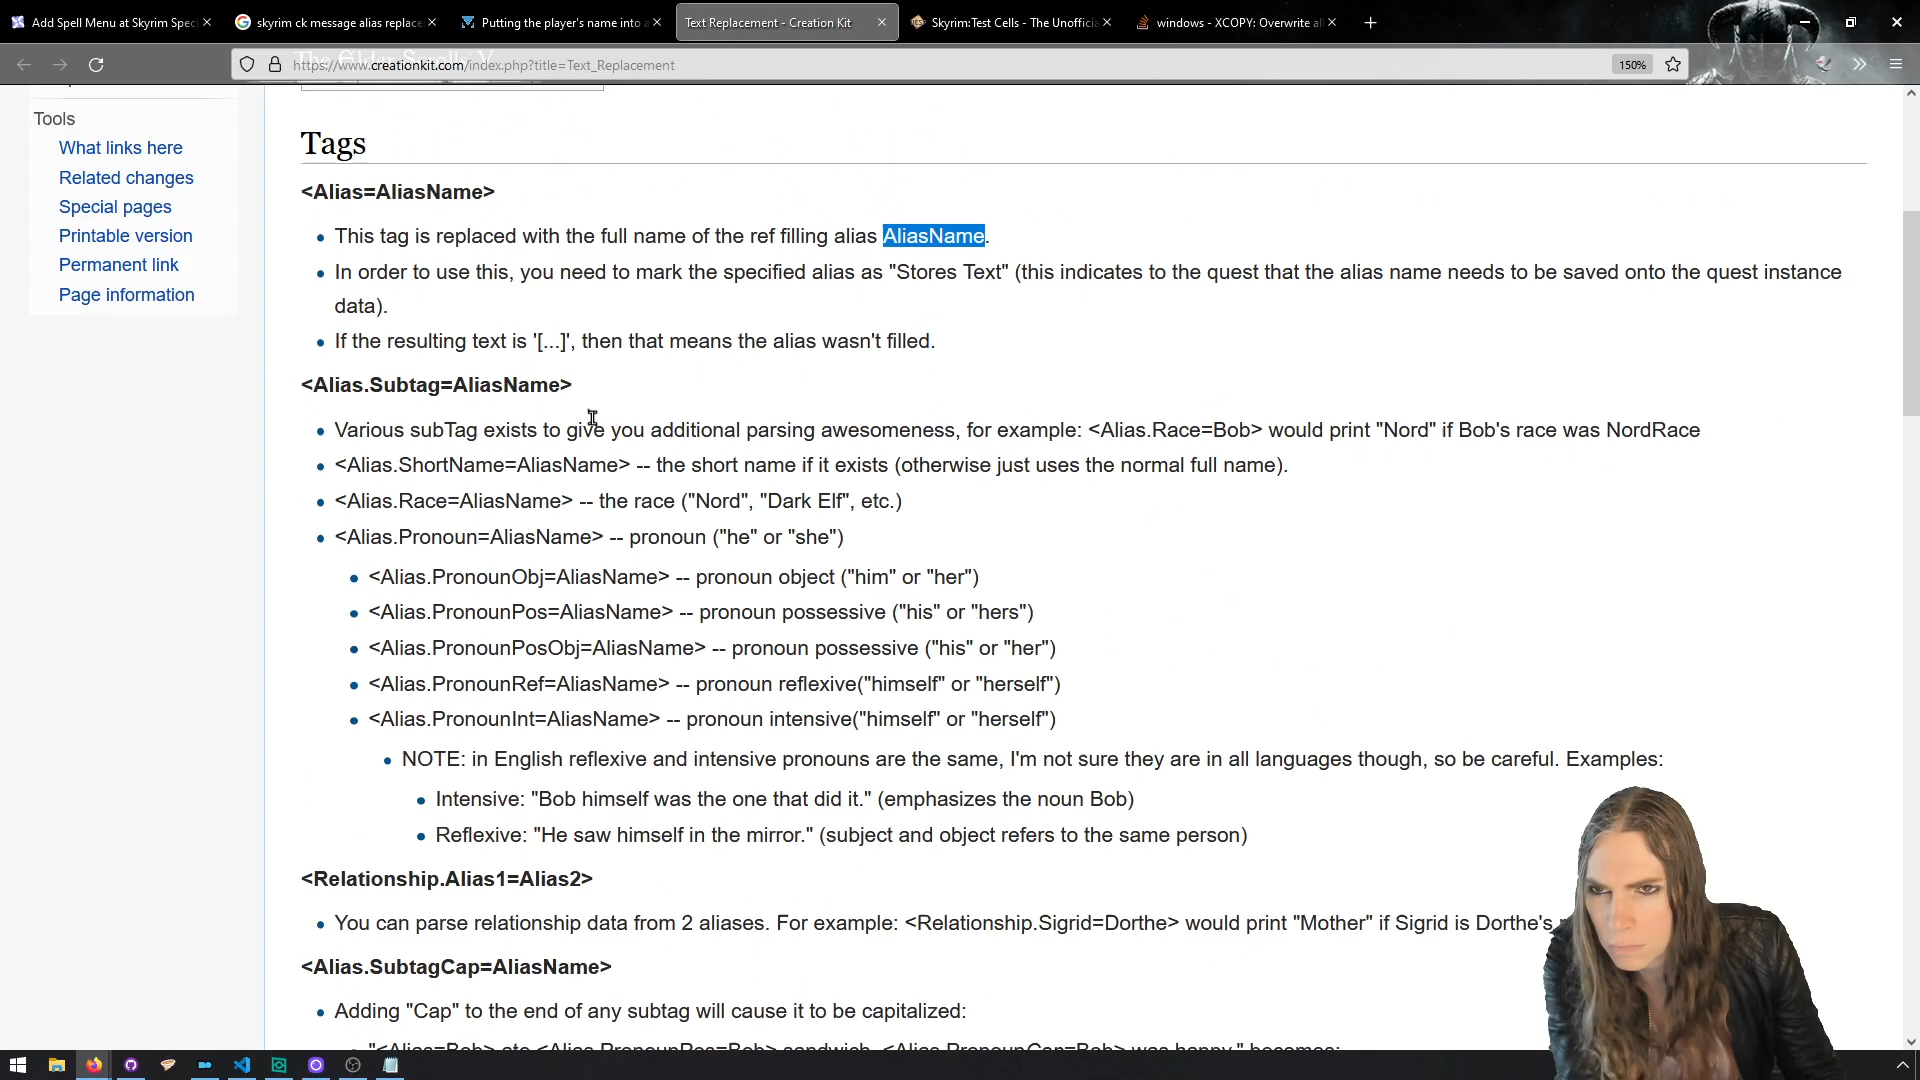 Add Spell Menu at Skyrim Spec
skyrim ck message alias replace
Putting the player's name into a
Text Replacement - Creation Kit
Skyrim:Test Cells - The Unofficia
windows - XCOPY: Overwrite all
https://www.creationkit.com/index.php?title=Text_Replacement
150%
Tools
What links here
Related changes
Special pages
Printable version
Permanent link
Page information
Tags
<Alias=AliasName>
This tag is replaced with the full name of the ref filling alias AliasName.
In order to use this, you need to mark the specified alias as "Stores Text" (this indicates to the quest that the alias name needs to be saved onto the quest instance
data).
If the resulting text is '[...]', then that means the alias wasn't filled.
<Alias.Subtag=AliasName>
Various subTag exists to give you additional parsing awesomeness, for example: <Alias.Race=Bob> would print "Nord" if Bob's race was NordRace
<Alias.ShortName=AliasName> -- the short name if it exists (otherwise just uses the normal full name).
<Alias.Race=AliasName> -- the race ("Nord", "Dark Elf", etc.)
<Alias.Pronoun=AliasName> -- pronoun ("he" or "she")
<Alias.PronounObj=AliasName> -- pronoun object ("him" or "her")
<Alias.PronounPos=AliasName> -- pronoun possessive ("his" or "hers")
<Alias.PronounPosObj=AliasName> -- pronoun possessive ("his" or "her")
<Alias.PronounRef=AliasName> -- pronoun reflexive("himself" or "herself")
<Alias.PronounInt=AliasName> -- pronoun intensive("himself" or "herself")
NOTE: in English reflexive and intensive pronouns are the same, I'm not sure they are in all languages though, so be careful. Examples:
Intensive: "Bob himself was the one that did it." (emphasizes the noun Bob)
Reflexive: "He saw himself in the mirror." (subject and object refers to the same person)
<Relationship.Alias1=Alias2>
You can parse relationship data from 2 aliases. For example: <Relationship.Sigrid=Dorthe> would print "Mother" if Sigrid is Dorthe's
<Alias.SubtagCap=AliasName>
Adding "Cap" to the end of any subtag will cause it to be capitalized:
"<Alias=Bob> ate <Alias.PronounPos=Bob> sandwich. <Alias.PronounCap=Bob> was happy." becomes: